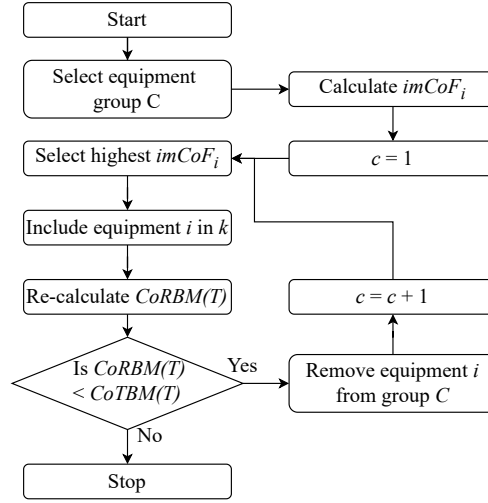 Start
Select equipment
group C
Calculate imCoFi
c = 1
Select highest imCoFi
Include equipment i in k
Re-calculate CoRBM(T)
Is CoRBM(T)
< CoTBM(T)
Yes
Remove equipment i
from group C
c = c + 1
No
Stop